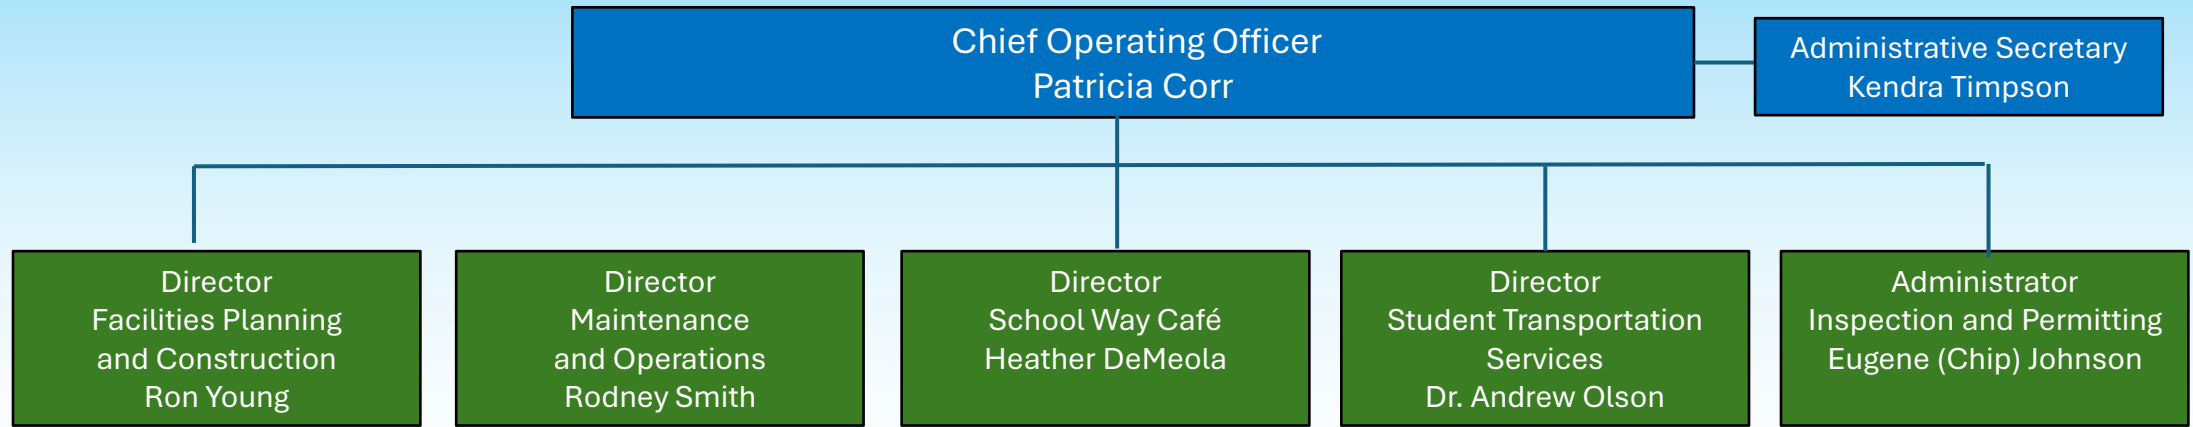 Chief Operating Officer
Patricia Corr
Administrative Secretary
Kendra Timpson
Director
Facilities Planning
and Construction
Ron Young
Director
Maintenance
and Operations
Rodney Smith
Director
School Way Café
Heather DeMeola
Director
Student Transportation
Services
Dr. Andrew Olson
Administrator
Inspection and Permitting
Eugene (Chip) Johnson